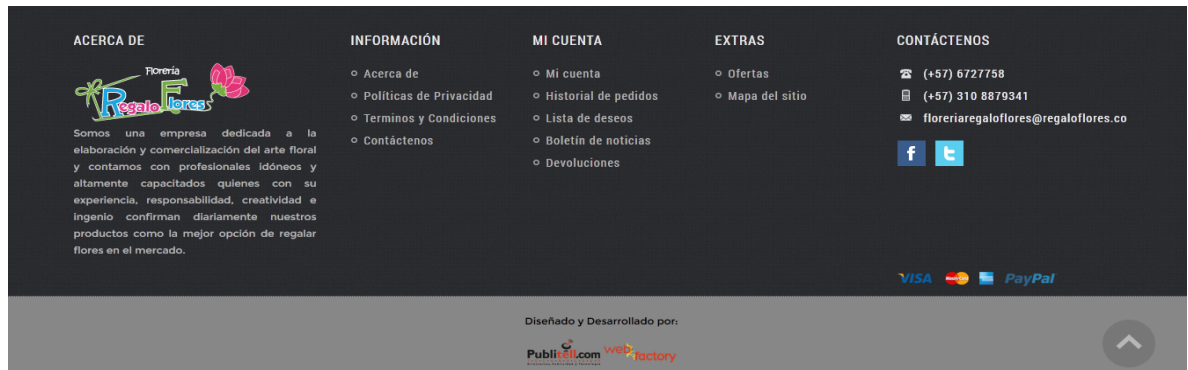 ACERCA DE
Florería
Regalo Flores
Somos una empresa dedicada a la
elaboración y comercialización del arte floral
y contamos con profesionales idóneos y
altamente capacitados quienes con su
experiencia, responsabilidad, creatividad e
ingenio confirman diariamente nuestros
productos como la mejor opción de regalar
flores en el mercado.
INFORMACIÓN
Acerca de
Políticas de Privacidad
Terminos y Condiciones
Contáctenos
MI CUENTA
Mi cuenta
Historial de pedidos
Lista de deseos
Boletín de noticias
Devoluciones
EXTRAS
Ofertas
Mapa del sitio
CONTÁCTENOS
(+57) 6727758
(+57) 310 8879341
floreriaregaloflores@regaloflores.co
f t
VISA MasterCard PayPal
Diseñado y Desarrollado por:
Publitell.com web factory